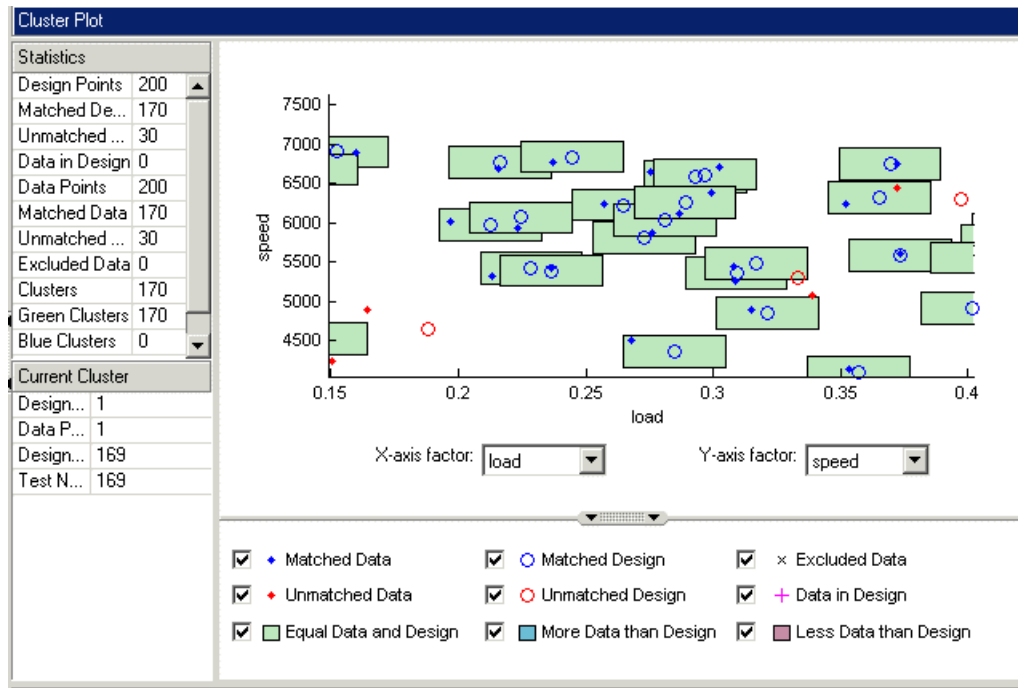 Cluster Plot
Statistics
Design Points 200
Matched De... 170
Unmatched ... 30
Data in Design 0
Data Points 200
Matched Data 170
Unmatched ... 30
Excluded Data 0
Clusters 170
Green Clusters 170
Blue Clusters 0
Current Cluster
Design... 1
Data P... 1
Design... 169
Test N... 169
7500
7000
6500
6000
5500
5000
4500
speed
0.15 0.2 0.25 0.3 0.35 0.4
load
X-axis factor: load Y-axis factor: speed
Matched Data Matched Design Excluded Data
Unmatched Data Unmatched Design Data in Design
Equal Data and Design More Data than Design Less Data than Design